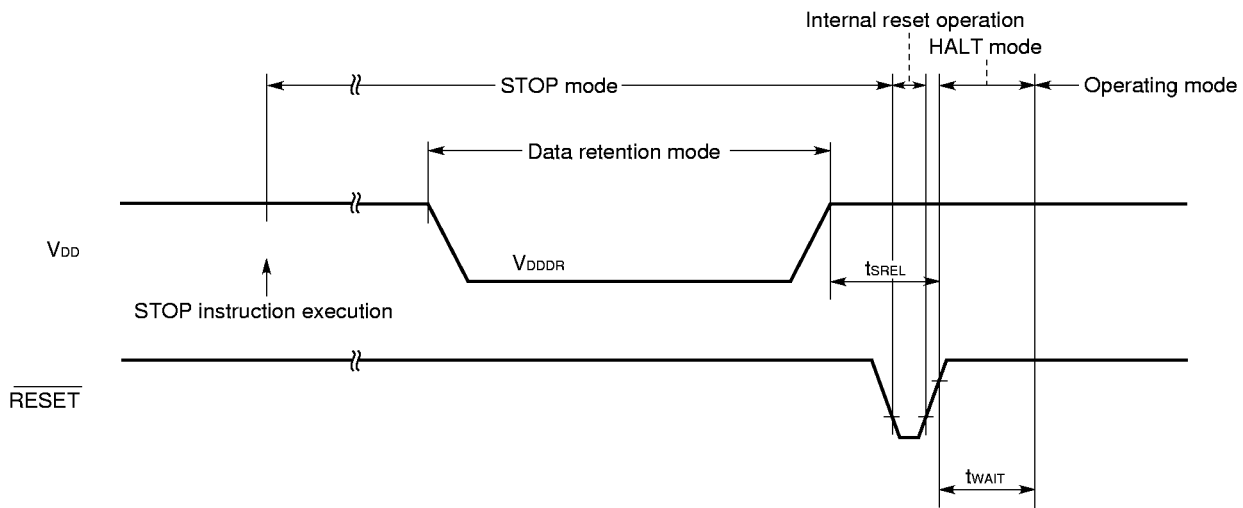 Internal reset operation
HALT mode
STOP mode
Operating mode
Data retention mode
VDD
VDDDR
tSREL
STOP instruction execution
RESET
tWAIT